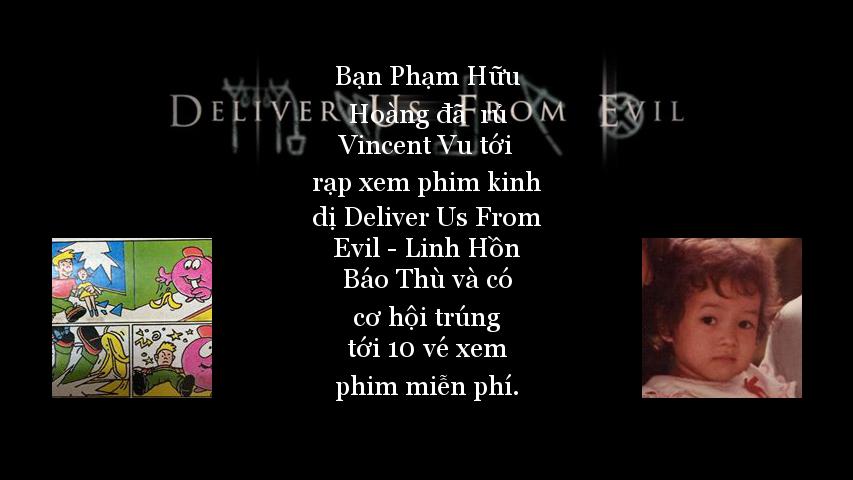 DELIVER US FROM EVIL
Bạn Phạm Hữu
Hoàng đã rủ
Vincent Vu tới
rạp xem phim kinh
dị Deliver Us From
Evil - Linh Hồn
Báo Thù và có
cơ hội trúng
tới 10 vé xem
phim miễn phí.